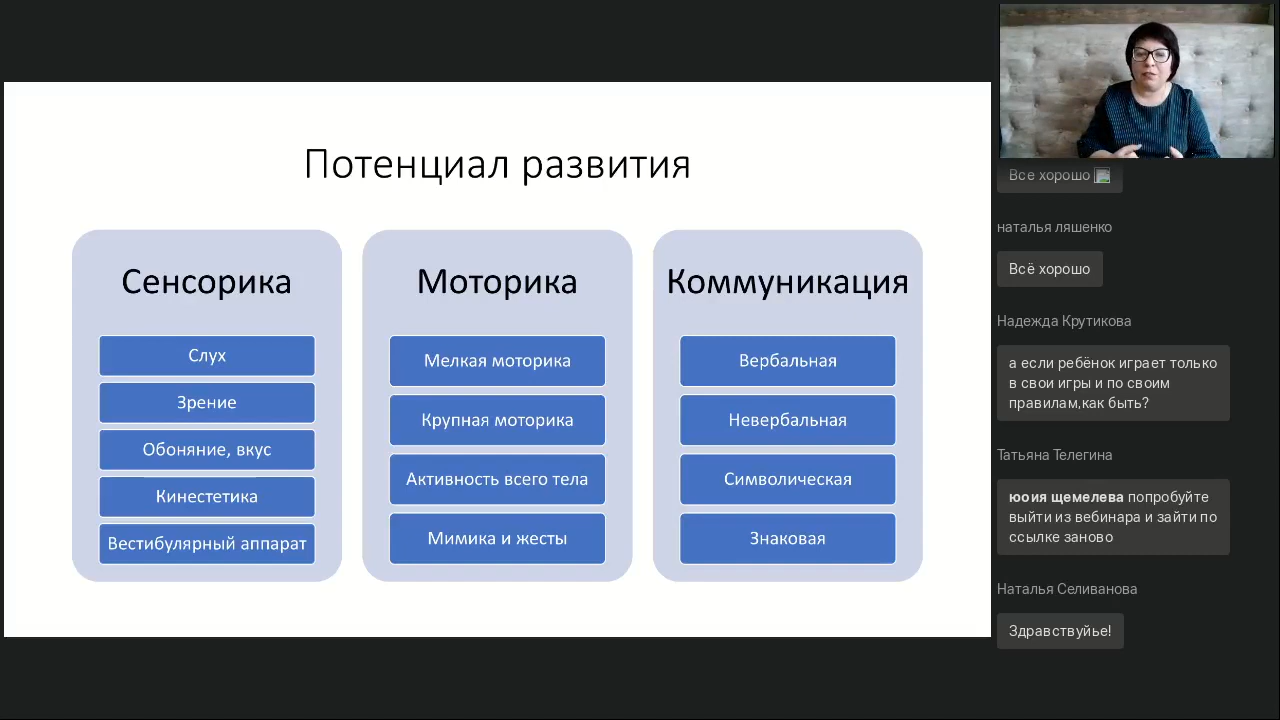 Потенциал развития
Сенсорика
Слух
Зрение
Обоняние, вкус
Кинестетика
Вестибулярный аппарат
Моторика
Мелкая моторика
Крупная моторика
Активность всего тела
Мимика и жесты
Коммуникация
Вербальная
Невербальная
Символическая
Знаковая
Все хорошо
наталья ляшенко
Всё хорошо
Надежда Крутикова
а если ребёнок играет только
в свои игры и по своим
правилам,как быть?
Татьяна Телегина
юоия щемелева попробуйте
выйти из вебинара и зайти по
ссылке заново
Наталья Селиванова
Здравствуйье!